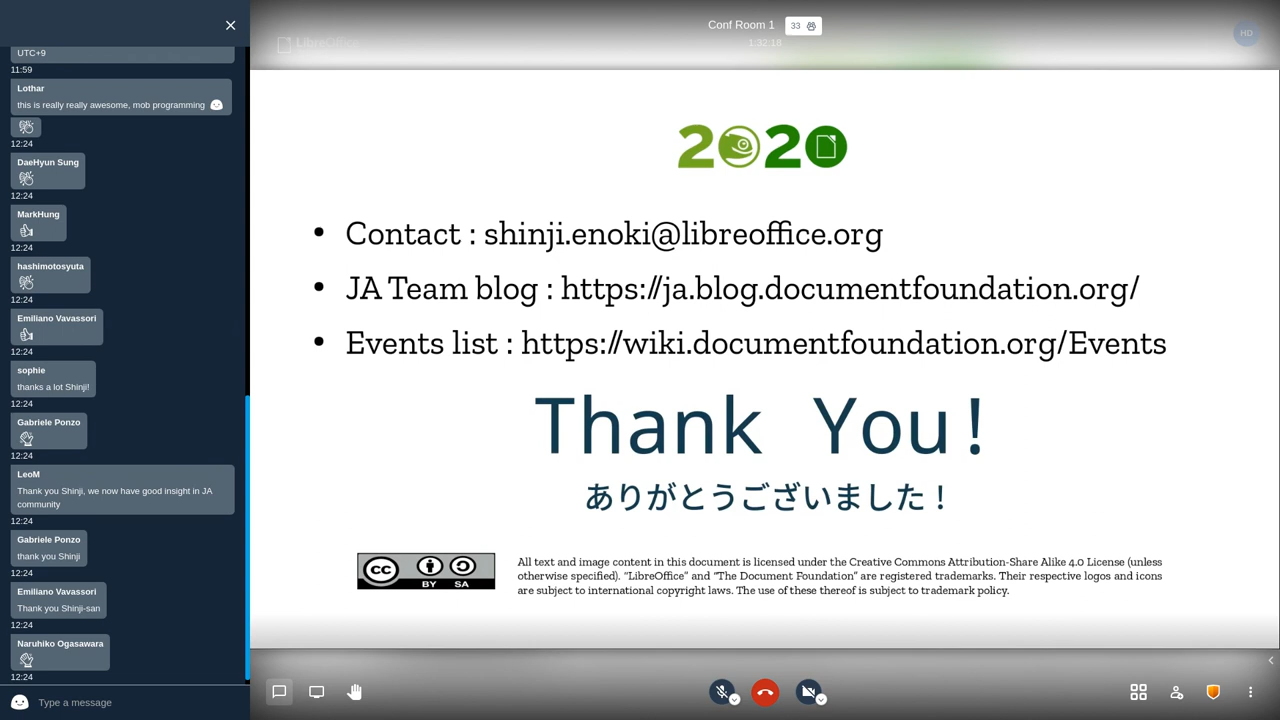 UTC+9
11:59
Lothar
this is really really awesome, mob programming
12:24
DaeHyun Sung
12:24
MarkHung
12:24
hashimotosyuta
12:24
Emiliano Vavassori
12:24
sophie
thanks a lot Shinji!
12:24
Gabriele Ponzo
12:24
LeoM
Thank you Shinji, we now have good insight in JA
community
12:24
Gabriele Ponzo
thank you Shinji
12:24
Emiliano Vavassori
Thank you Shinji-san
12:24
Naruhiko Ogasawara
12:24
Type a message
Conf Room 1 33
1:32:18
LibreOffice
HD
2020
• Contact : shinji.enoki@libreoffice.org
• JA Team blog : https://ja.blog.documentfoundation.org/
• Events list : https://wiki.documentfoundation.org/Events
Thank You!
ありがとうございました！
cc BY SA
All text and image content in this document is licensed under the Creative Commons Attribution-Share Alike 4.0 License (unless
otherwise specified). “LibreOffice” and “The Document Foundation” are registered trademarks. Their respective logos and icons
are subject to international copyright laws. The use of these thereof is subject to trademark policy.